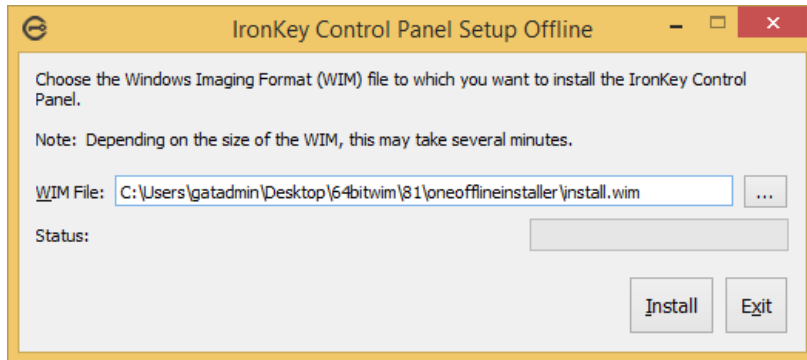 IronKey Control Panel Setup Offline
Choose the Windows Imaging Format (WIM) file to which you want to install the IronKey Control
Panel.
Note: Depending on the size of the WIM, this may take several minutes.
WIM File: C:\Users\gatadmin\Desktop\64bitwim\81\oneofflineinstaller\install.wim ...
Status:
Install Exit